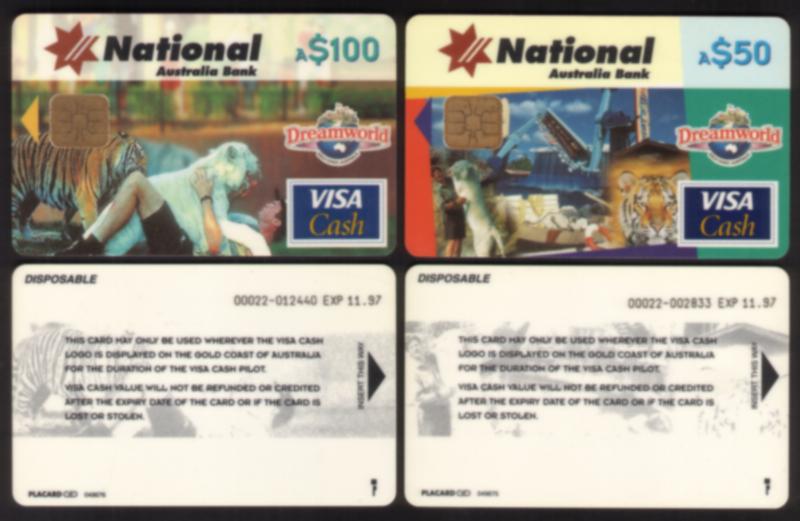 National
Australia Bank
A$100
Dreamworld
VISA
Cash
National
Australia Bank
A$50
Dreamworld
VISA
Cash
DISPOSABLE
00022-012440 EXP 11.97
THIS CARD MAY ONLY BE USED WHEREVER THE VISA CASH
LOGO IS DISPLAYED ON THE GOLD COAST OF AUSTRALIA
FOR THE DURATION OF THE VISA CASH PILOT.
VISA CASH VALUE WILL NOT BE REFUNDED OR CREDITED
AFTER THE EXPIRY DATE OF THE CARD OR IF THE CARD IS
LOST OR STOLEN.
INSERT THIS WAY
PLACARD
DISPOSABLE
00022-002833 EXP 11.97
THIS CARD MAY ONLY BE USED WHEREVER THE VISA CASH
LOGO IS DISPLAYED ON THE GOLD COAST OF AUSTRALIA
FOR THE DURATION OF THE VISA CASH PILOT.
VISA CASH VALUE WILL NOT BE REFUNDED OR CREDITED
AFTER THE EXPIRY DATE OF THE CARD OR IF THE CARD IS
LOST OR STOLEN.
INSERT THIS WAY
PLACARD